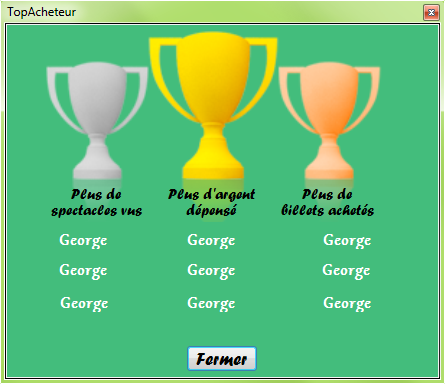 TopAcheteur
Plus de
spectacles vus
Plus d'argent
dépensé
Plus de
billets achetés
George George George
George George George
George George George
Fermer